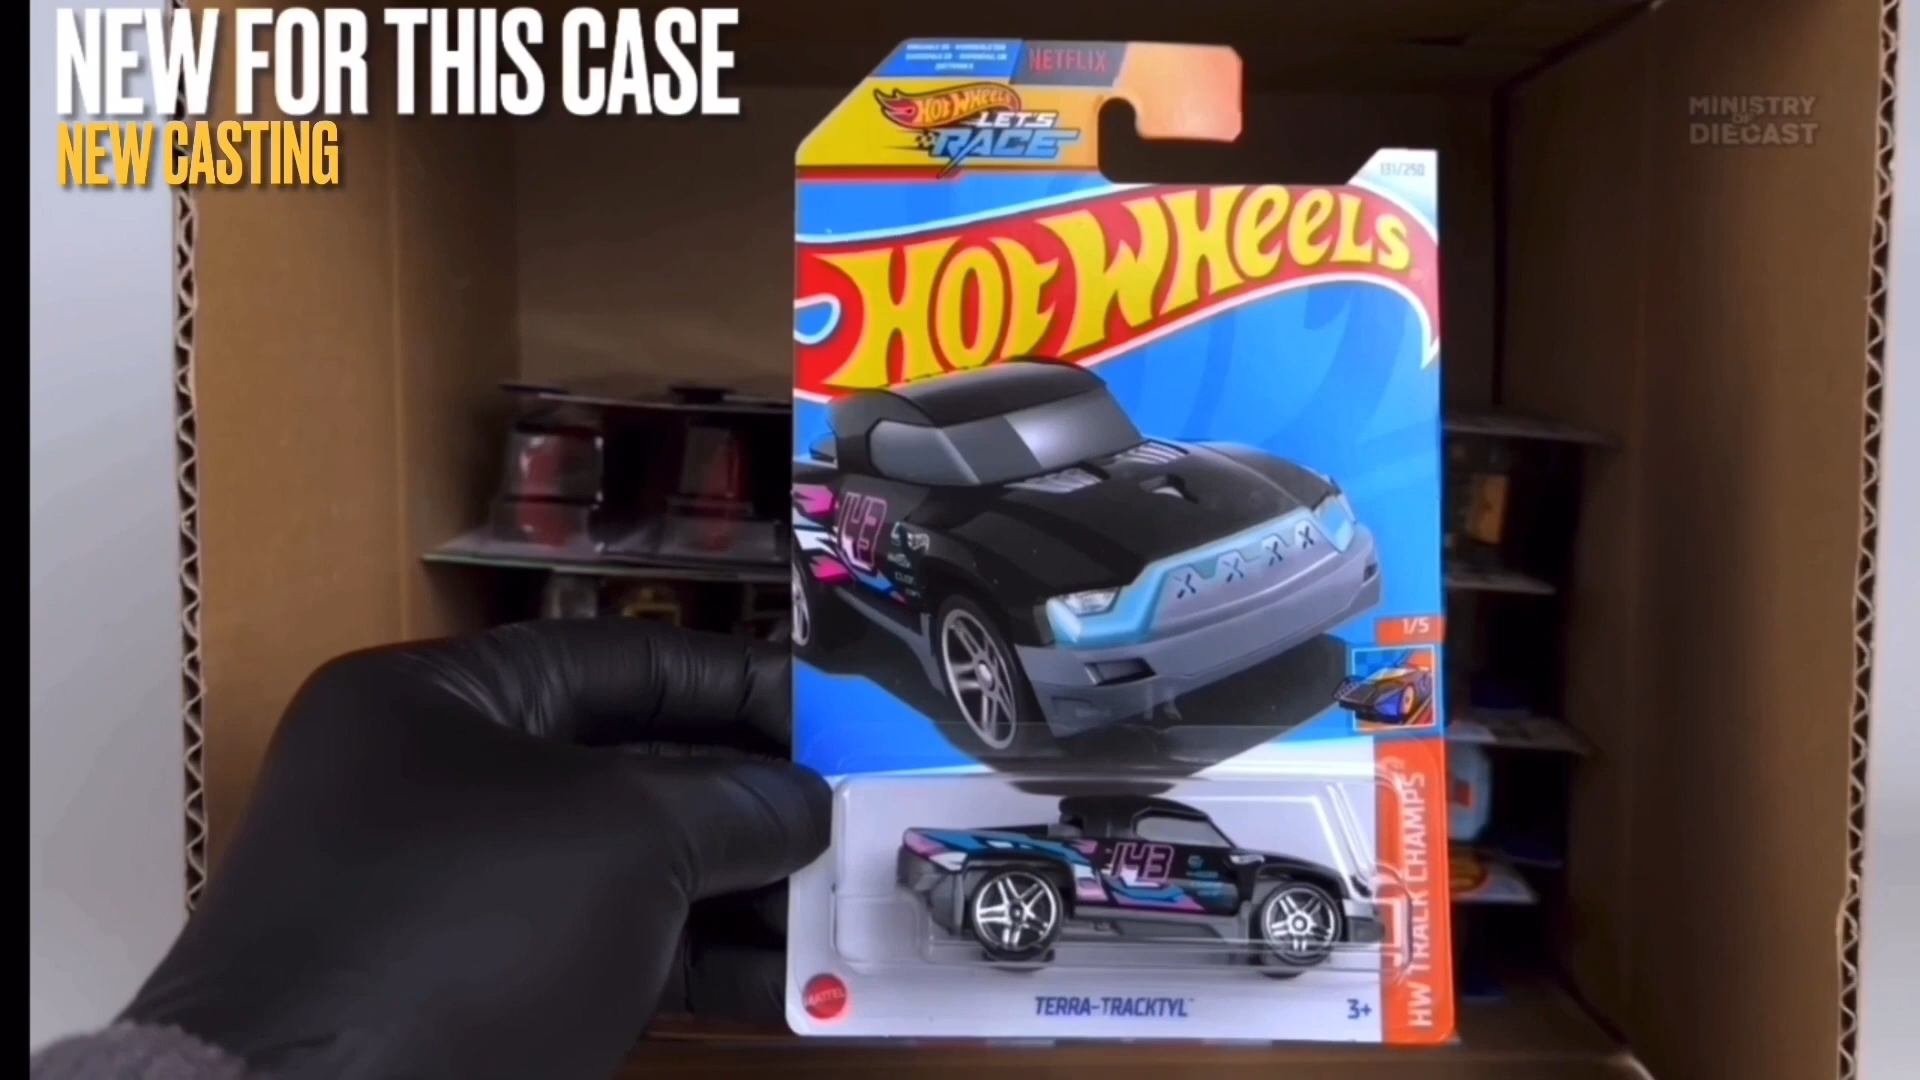 NEW FOR THIS CASE
NEW CASTING
MINISTRY
OF
DIECAST
NETFLIX
HOT WHEELS
LET'S
RACE
131/250
HOT WHEELS
143
1/5
143
HW TRACK CHAMPS
MATTEL
TERRA-TRACKTYL
3+